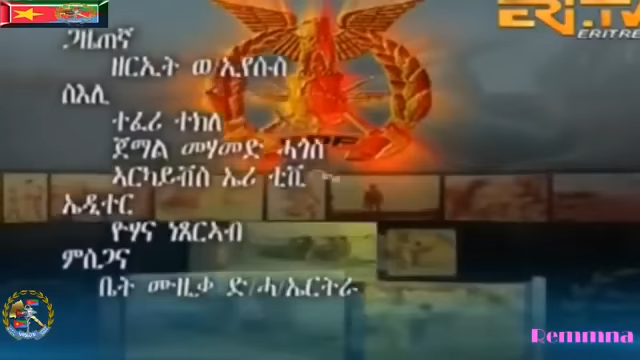 ERi.TV
ERITRE
ጋዜጠኛ
ዘርኢት ወ/ኢየሱስ
ስእሊ
ተፈሪ ተክለ
ጀማል መሃመድ ሓጎስ
ኣርካይቭስ ኤሪ ቲቪ
ኤዲተር
ዮሃና ነጸርኣብ
ምስጋና
ቤት ሙዚቃ ድ/ሓ/ኤርትራ
Remmna